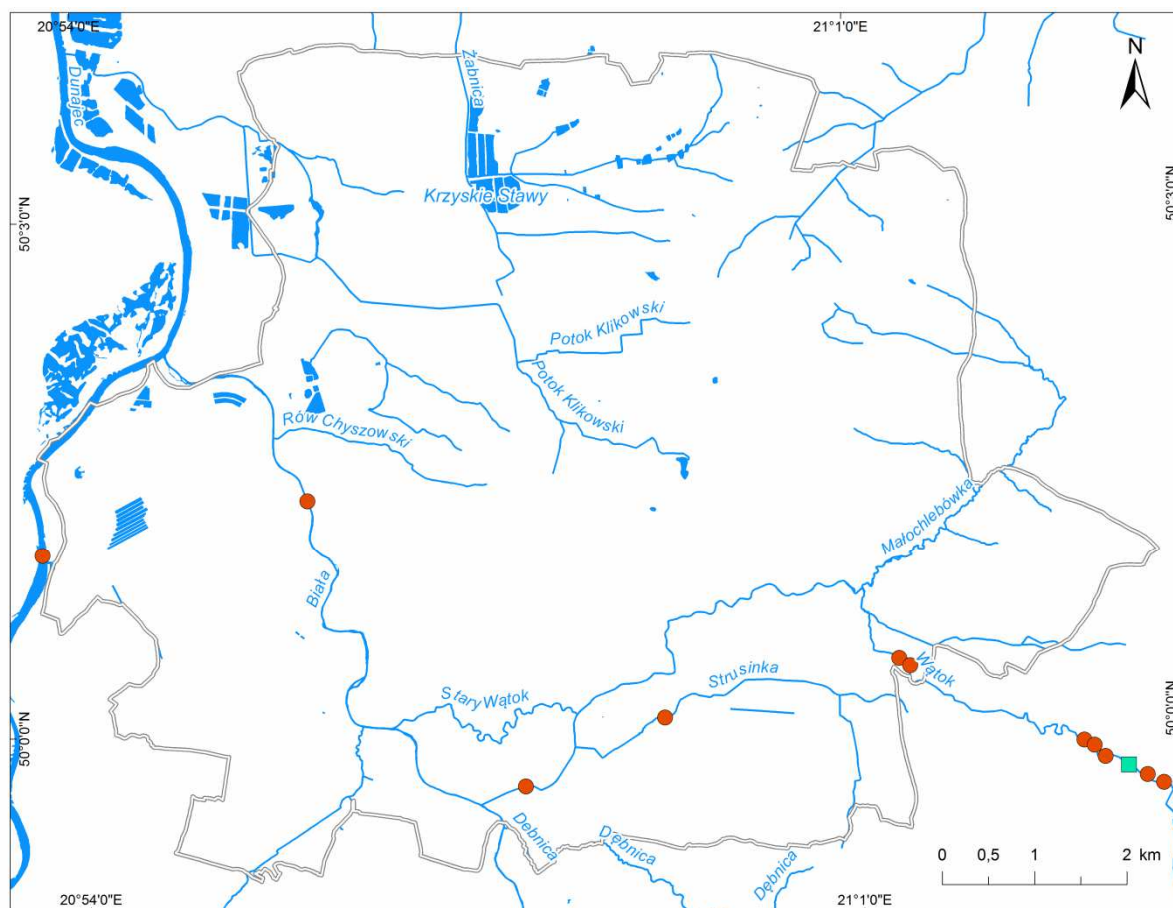 20°54'0"E
21°1'0"E
N
Dunajec
Żabnica
Krzyskie Stawy
50°3'0"N
50°3'0"N
Potok Klikowski
Potok Klikowski
Rów Chyszowski
Małochlebówka
Biała
Wątok
Strusinka
Stary Wątok
50°0'0"N
50°0'0"N
Dębnica
Dębnica
Dębnica
0 0,5 1 2 km
20°54'0"E
21°1'0"E